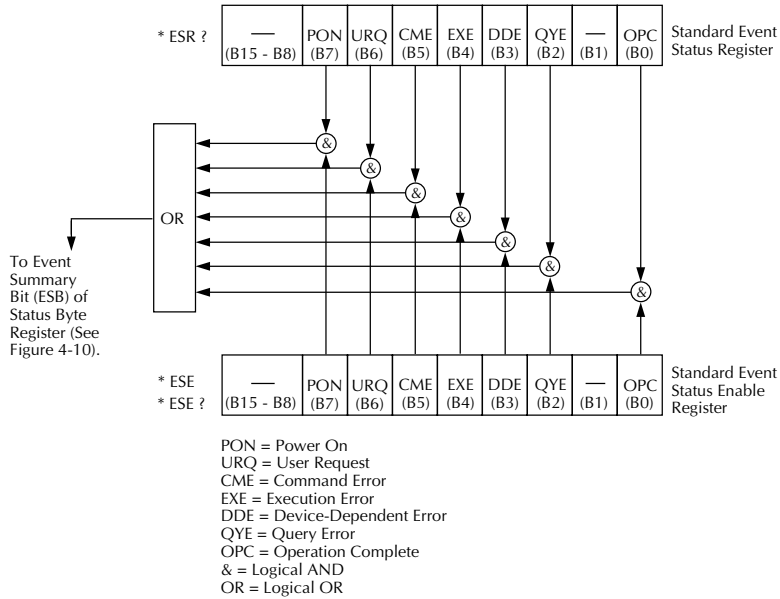 * ESR ?
—
(B15 - B8)
PON
(B7)
URQ
(B6)
CME
(B5)
EXE
(B4)
DDE
(B3)
QYE
(B2)
—
(B1)
OPC
(B0)
Standard Event
Status Register
&
&
&
&
&
&
&
OR
To Event
Summary
Bit (ESB) of
Status Byte
Register (See
Figure 4-10).
* ESE
* ESE ?
—
(B15 - B8)
PON
(B7)
URQ
(B6)
CME
(B5)
EXE
(B4)
DDE
(B3)
QYE
(B2)
—
(B1)
OPC
(B0)
Standard Event
Status Enable
Register
PON = Power On
URQ = User Request
CME = Command Error
EXE = Execution Error
DDE = Device-Dependent Error
QYE = Query Error
OPC = Operation Complete
& = Logical AND
OR = Logical OR